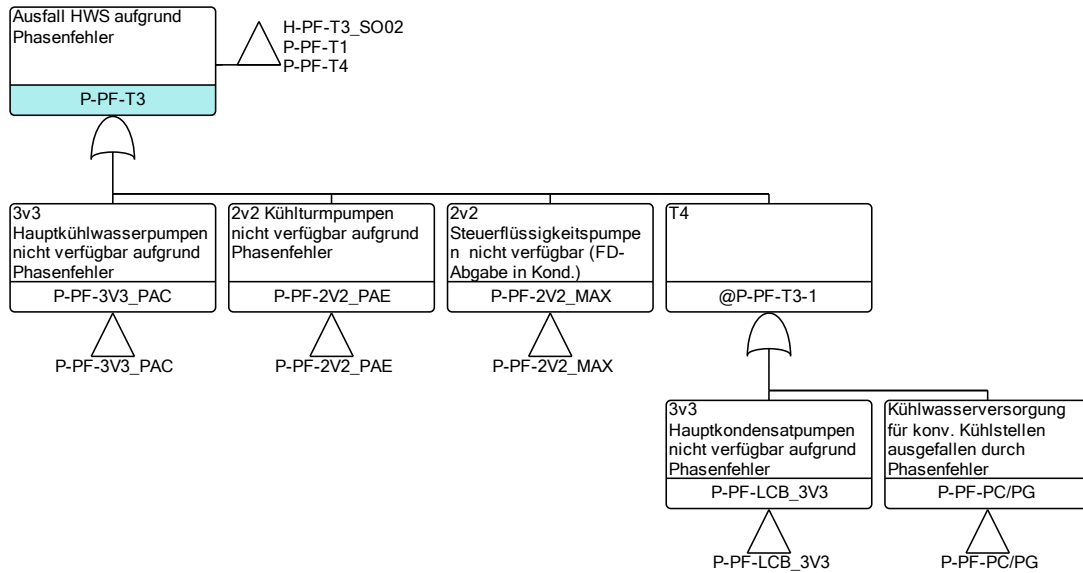 Ausfall HWS aufgrund
Phasenfehler
P-PF-T3
H-PF-T3_SO02
P-PF-T1
P-PF-T4
3v3
Hauptkühlwasserpumpen
nicht verfügbar aufgrund
Phasenfehler
P-PF-3V3_PAC
P-PF-3V3_PAC
2v2 Kühlturmpumpen
nicht verfügbar aufgrund
Phasenfehler
P-PF-2V2_PAE
P-PF-2V2_PAE
2v2
Steuerflüssigkeitspumpe
n nicht verfügbar (FD-
Abgabe in Kond.)
P-PF-2V2_MAX
P-PF-2V2_MAX
T4
@P-PF-T3-1
3v3
Hauptkondensatpumpen
nicht verfügbar aufgrund
Phasenfehler
P-PF-LCB_3V3
P-PF-LCB_3V3
Kühlwasserversorgung
für konv. Kühlstellen
ausgefallen durch
Phasenfehler
P-PF-PC/PG
P-PF-PC/PG